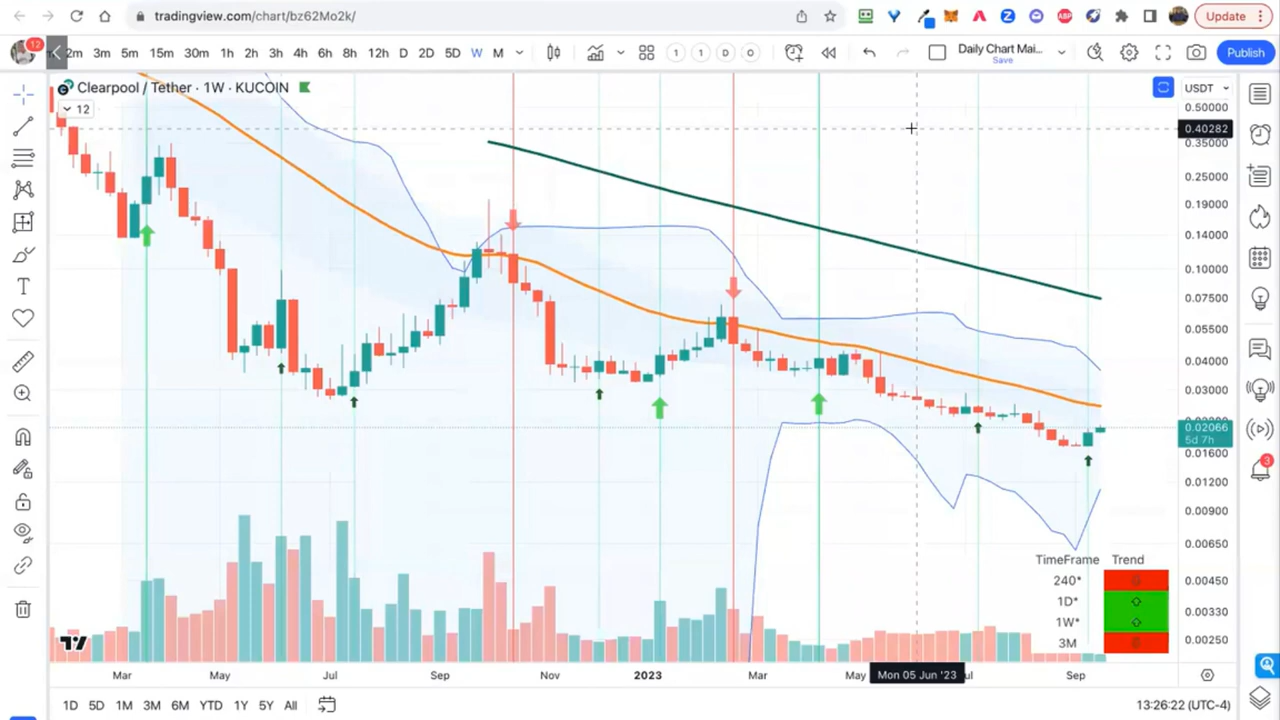 tradingview.com/chart/bz62Mo2k/
ABP
Update
12
2m 3m 5m 15m 30m 1h 2h 3h 4h 6h 8h 12h D 2D 5D W M
1 1 D O
Daily Chart Mai...
Save
Publish
Clearpool / Tether · 1W · KUCOIN
12
USDT
0.50000
0.40282
0.35000
0.25000
0.19000
0.14000
0.10000
0.07500
0.05500
0.04000
0.03000
0.02066
5d 7h
0.01600
0.01200
0.00900
0.00650
0.00450
0.00330
0.00250
3
TimeFrame Trend
240*
1D*
1W*
3M
Mar Jul Sep Nov 2023 Mar May Mon 05 Jun '23 Sep
1D 5D 1M 3M 6M YTD 1Y 5Y All
13:26:22 (UTC-4)